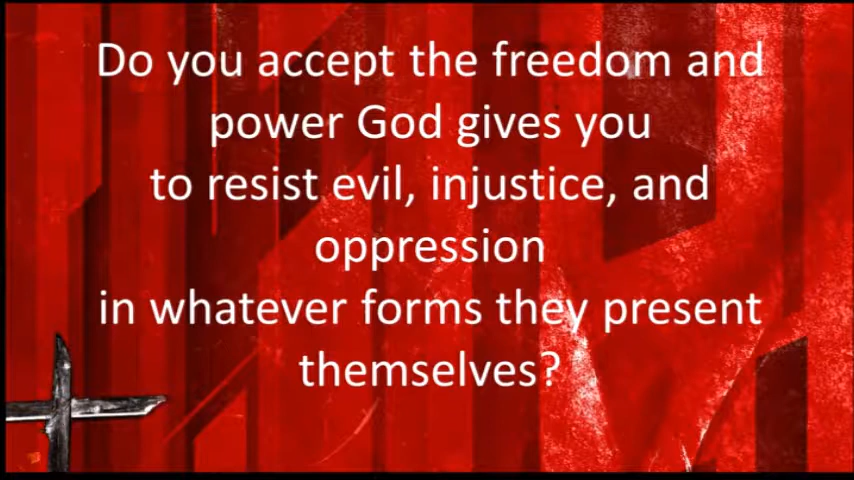 Do you accept the freedom and
power God gives you
to resist evil, injustice, and
oppression
in whatever forms they present
themselves?